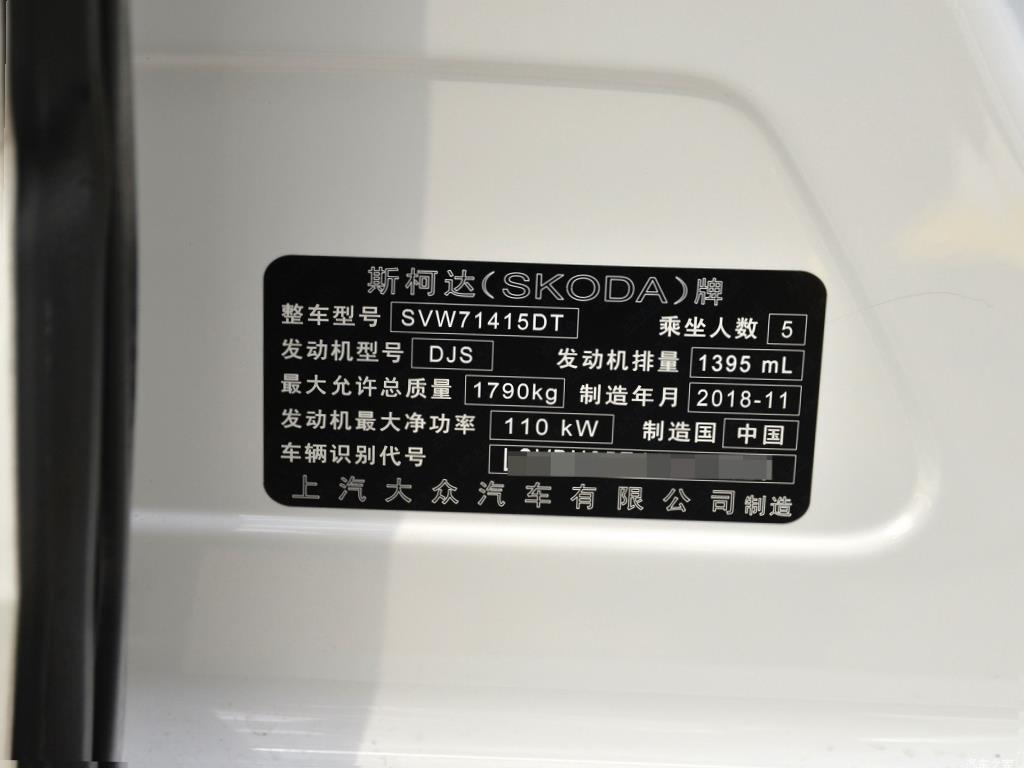 斯柯达(SKODA)牌
整车型号 SVW71415DT 乘坐人数 5
发动机型号 DJS 发动机排量 1395 mL
最大允许总质量 1790kg 制造年月 2018-11
发动机最大净功率 110 kW 制造国 中国
车辆识别代号
上汽大众汽车有限公司制造